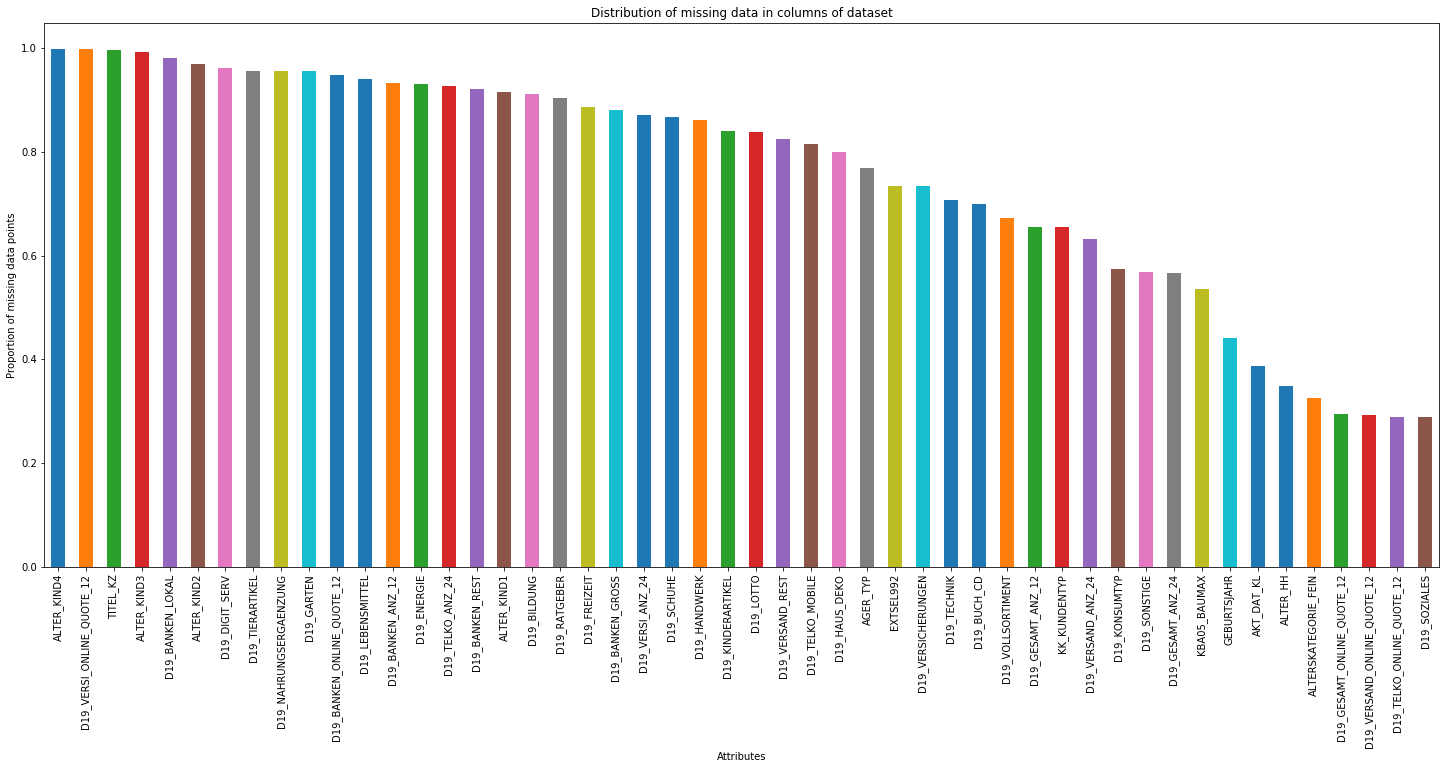 Distribution of missing data in columns of dataset
Proportion of missing data points
1.0
0.8
0.6
0.4
0.2
0.0
ALTER_KIND4
D19_VERSI_ONLINE_QUOTE_12
TITEL_KZ
ALTER_KIND3
D19_BANKEN_LOKAL
ALTER_KIND2
D19_DIGIT_SERV
D19_TIERARTIKEL
D19_NAHRUNGSERGAENZUNG
D19_GARTEN
D19_BANKEN_ONLINE_QUOTE_12
D19_LEBENSMITTEL
D19_BANKEN_ANZ_12
D19_ENERGIE
D19_TELKO_ANZ_24
D19_BANKEN_REST
ALTER_KIND1
D19_BILDUNG
D19_RATGEBER
D19_FREIZEIT
D19_BANKEN_GROSS
D19_VERSI_ANZ_24
D19_SCHUHE
D19_HANDWERK
D19_KINDERARTIKEL
D19_LOTTO
D19_VERSAND_REST
D19_TELKO_MOBILE
D19_HAUS_DEKO
AGER_TYP
EXTSEL992
D19_VERSICHERUNGEN
D19_TECHNIK
D19_BUCH_CD
D19_VOLLSORTIMENT
D19_GESAMT_ANZ_12
KK_KUNDENTYP
D19_VERSAND_ANZ_24
D19_KONSUMTYP
D19_SONSTIGE
D19_GESAMT_ANZ_24
KBA05_BAUMAX
GEBURTSJAHR
AKT_DAT_KL
ALTER_HH
ALTERSKATEGORIE_FEIN
D19_GESAMT_ONLINE_QUOTE_12
D19_VERSAND_ONLINE_QUOTE_12
D19_TELKO_ONLINE_QUOTE_12
D19_SOZIALES
Attributes